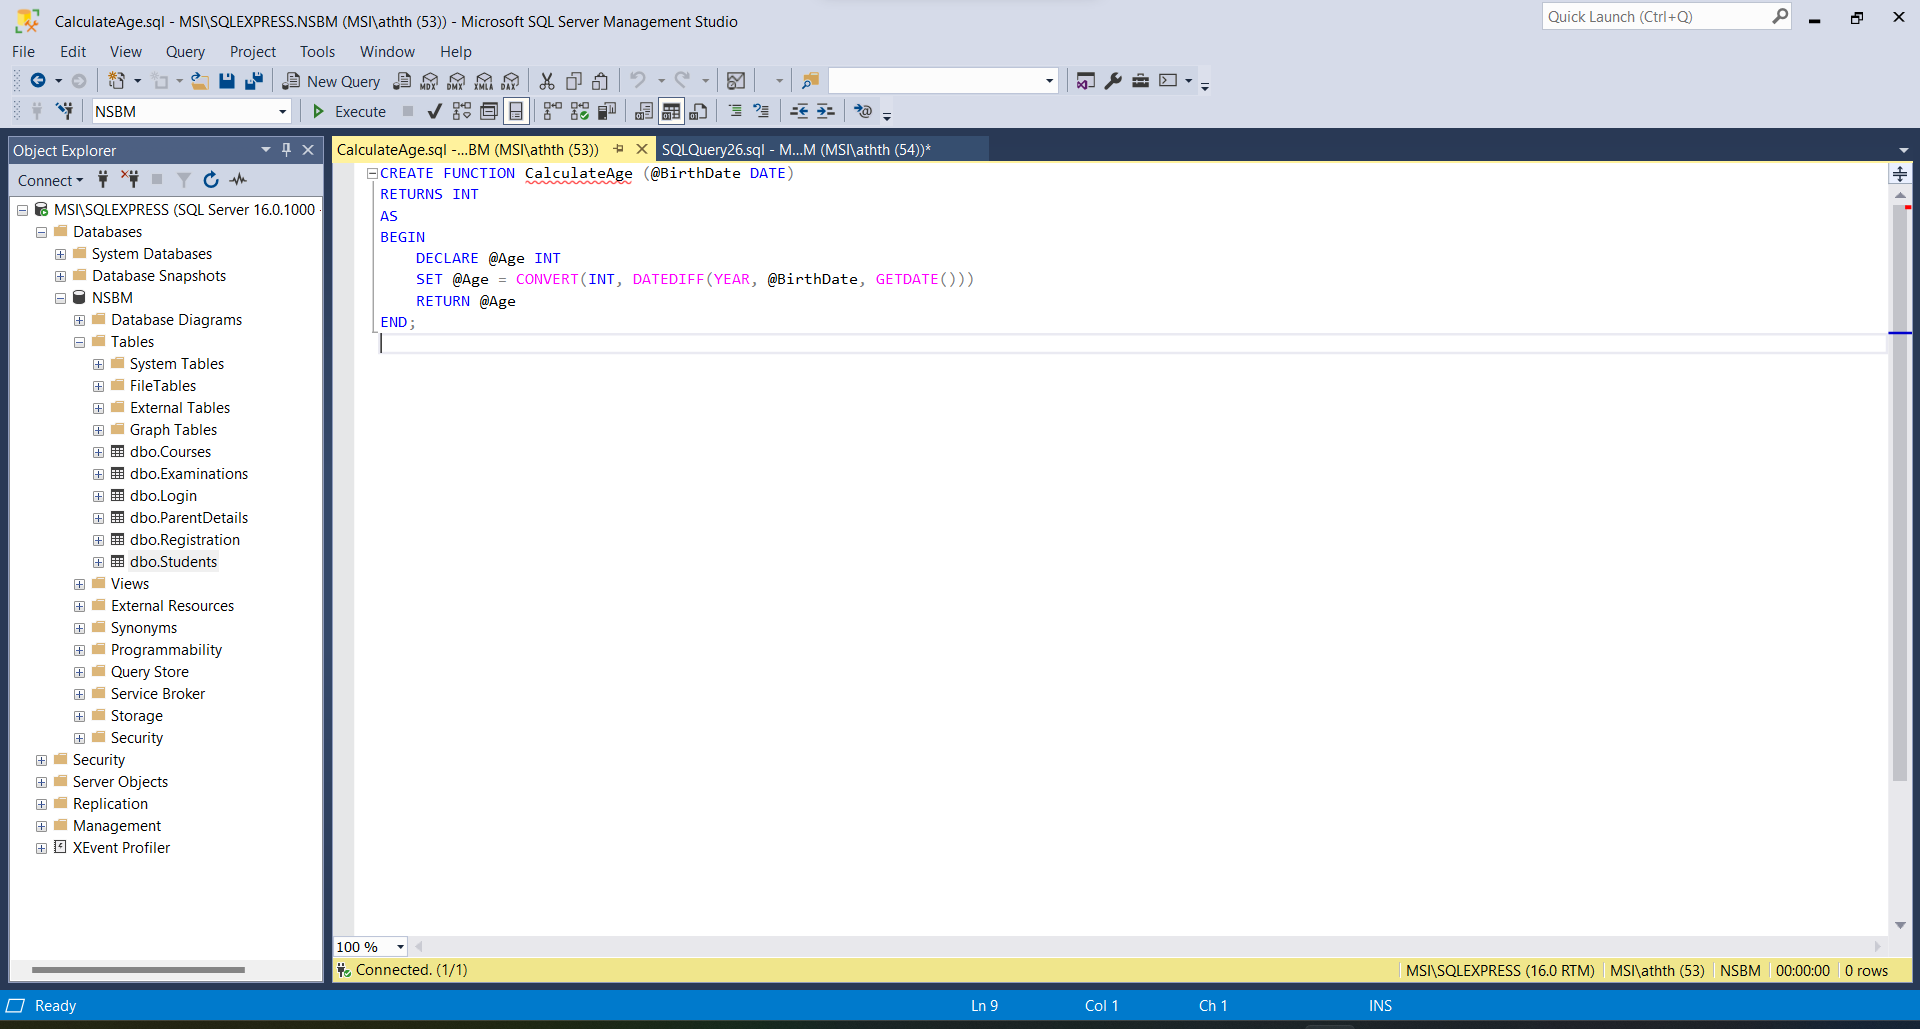 CalculateAge.sql - MSI\SQLEXPRESS.NSBM (MSI\athth (53)) - Microsoft SQL Server Management Studio
Quick Launch (Ctrl+Q)
File Edit View Query Project Tools Window Help
New Query MDX DMX XMLA DAX
NSBM Execute
Object Explorer
Connect
MSI\SQLEXPRESS (SQL Server 16.0.1000 -
Databases
System Databases
Database Snapshots
NSBM
Database Diagrams
Tables
System Tables
FileTables
External Tables
Graph Tables
dbo.Courses
dbo.Examinations
dbo.Login
dbo.ParentDetails
dbo.Registration
dbo.Students
Views
External Resources
Synonyms
Programmability
Query Store
Service Broker
Storage
Security
Security
Server Objects
Replication
Management
XEvent Profiler
CalculateAge.sql -...BM (MSI\athth (53)) SQLQuery26.sql - M...M (MSI\athth (54))*
CREATE FUNCTION CalculateAge (@BirthDate DATE)
RETURNS INT
AS
BEGIN
DECLARE @Age INT
SET @Age = CONVERT(INT, DATEDIFF(YEAR, @BirthDate, GETDATE()))
RETURN @Age
END;
100 %
Connected. (1/1) MSI\SQLEXPRESS (16.0 RTM) MSI\athth (53) NSBM 00:00:00 0 rows
Ready Ln 9 Col 1 Ch 1 INS